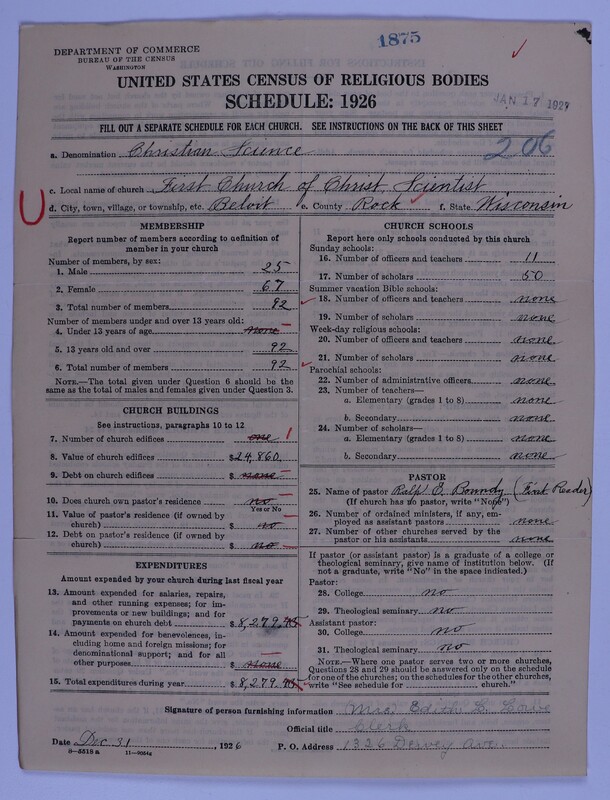 1875
DEPARTMENT OF COMMERCE
BUREAU OF THE CENSUS
WASHINGTON
UNITED STATES CENSUS OF RELIGIOUS BODIES
SCHEDULE: 1926
JAN 17 1927
FILL OUT A SEPARATE SCHEDULE FOR EACH CHURCH. SEE INSTRUCTIONS ON THE BACK OF THIS SHEET
206
a. Denomination Christian Science
c. Local name of church First Church of Christ, Scientist
d. City, town, village, or township, etc. Beloit e. County Rock f. State Wisconsin
MEMBERSHIP
Report number of members according to definition of
member in your church
Number of members, by sex:
1. Male 25
2. Female 67
3. Total number of members 92
Number of members under and over 13 years old:
4. Under 13 years of age none
5. 13 years old and over 92
6. Total number of members 92
NOTE.—The total given under Question 6 should be the
same as the total of males and females given under Question 3.
CHURCH BUILDINGS
See instructions, paragraphs 10 to 12
7. Number of church edifices one 1
8. Value of church edifices $24,860.
9. Debt on church edifices $ none
10. Does church own pastor's residence no
Yes or No
11. Value of pastor's residence (if owned by
church) $ no
12. Debt on pastor's residence (if owned by
church) $ no
EXPENDITURES
Amount expended by your church during last fiscal year
13. Amount expended for salaries, repairs,
and other running expenses; for im-
provements or new buildings; and for
payments on church debt $8,279.
14. Amount expended for benevolences, in-
cluding home and foreign missions; for
denominational support; and for all
other purposes $ None
15. Total expenditures during year $8,279.
CHURCH SCHOOLS
Report here only schools conducted by this church
Sunday schools:
16. Number of officers and teachers 11
17. Number of scholars 50
Summer vacation Bible schools:
18. Number of officers and teachers none
19. Number of scholars none
Week-day religious schools:
20. Number of officers and teachers none
21. Number of scholars none
Parochial schools:
22. Number of administrative officers none
23. Number of teachers—
a. Elementary (grades 1 to 8) none
b. Secondary none
24. Number of scholars—
a. Elementary (grades 1 to 8) none
b. Secondary none
PASTOR
25. Name of pastor Ralph E. (First Reader)
(If church has no pastor, write "None")
26. Number of ordained ministers, if any, em-
ployed as assistant pastors none
27. Number of other churches served by the
pastor or his assistants none
If pastor (or assistant pastor) is a graduate of a college or
theological seminary, give name of institution below. (If
not a graduate, write "No" in the space indicated.)
Pastor:
28. College no
29. Theological seminary no
Assistant pastor:
30. College no
31. Theological seminary no
NOTE.—Where one pastor serves two or more churches,
Questions 28 and 29 should be answered only on the schedule
for one of the churches; on the schedules for the other churches,
write "See schedule for church."
Signature of person furnishing information Mrs Edith L. Lowe
Official title Clerk
Date Dec 31, 1926 P. O. Address 1326 Dewey Ave.
8—5518a 11—9054a